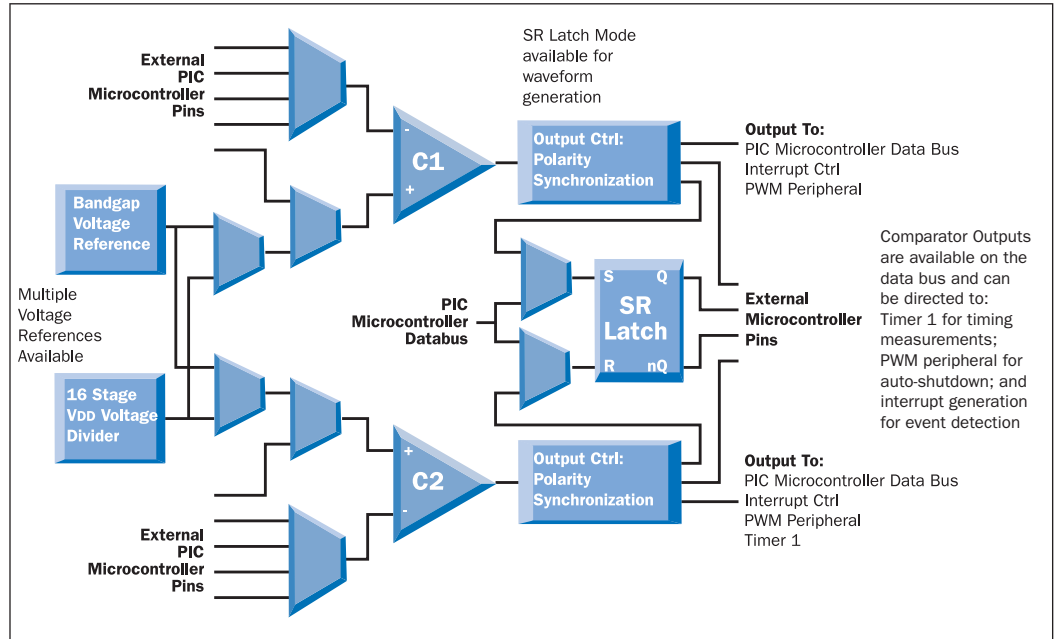 External
PIC
Microcontroller
Pins
SR Latch Mode
available for
waveform
generation
-
C1
+
Output Ctrl:
Polarity
Synchronization
Output To:
PIC Microcontroller Data Bus
Interrupt Ctrl
PWM Peripheral
Bandgap
Voltage
Reference
Multiple
Voltage
References
Available
16 Stage
VDD Voltage
Divider
PIC
Microcontroller
Databus
S Q
SR
Latch
R nQ
External
Microcontroller
Pins
Comparator Outputs
are available on the
data bus and can
be directed to:
Timer 1 for timing
measurements;
PWM peripheral for
auto-shutdown; and
interrupt generation
for event detection
+
C2
-
Output Ctrl:
Polarity
Synchronization
Output To:
PIC Microcontroller Data Bus
Interrupt Ctrl
PWM Peripheral
Timer 1
External
PIC
Microcontroller
Pins